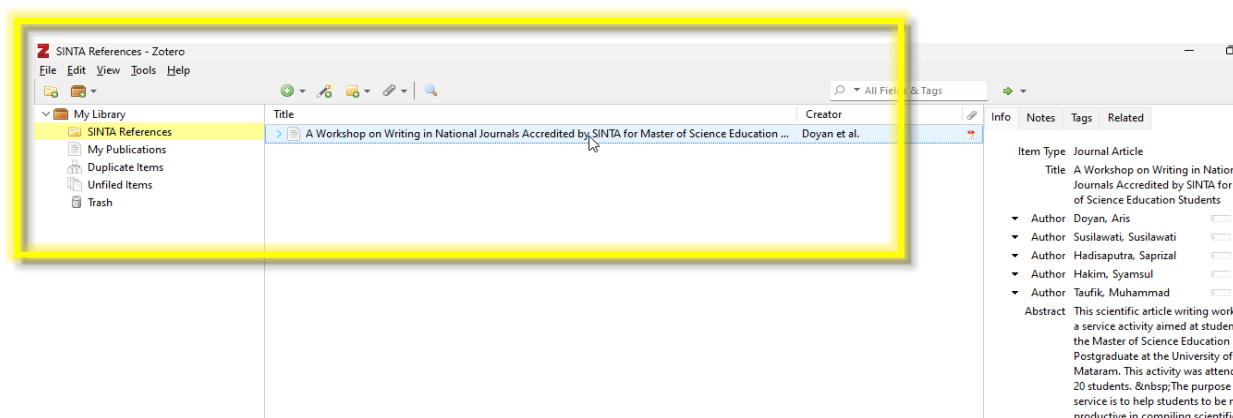 SINTA References - Zotero
File Edit View Tools Help
All Fields & Tags
My Library
SINTA References
My Publications
Duplicate Items
Unfiled Items
Trash
Title Creator
A Workshop on Writing in National Journals Accredited by SINTA for Master of Science Education ... Doyan et al.
Info Notes Tags Related
Item Type Journal Article
Title A Workshop on Writing in Nation
Journals Accredited by SINTA for
of Science Education Students
Author Doyan, Aris
Author Susilawati, Susilawati
Author Hadisaputra, Saprizal
Author Hakim, Syamsul
Author Taufik, Muhammad
Abstract This scientific article writing work
a service activity aimed at studen
the Master of Science Education
Postgraduate at the University of
Mataram. This activity was attend
20 students. &nbsp;The purpose
service is to help students to be
productive in compiling scientific